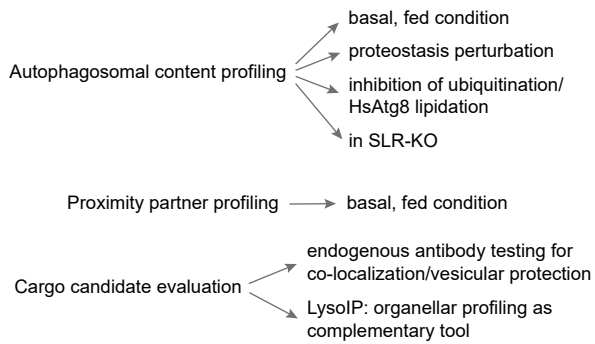 Autophagosomal content profiling
basal, fed condition
proteostasis perturbation
inhibition of ubiquitination/
HsAtg8 lipidation
in SLR-KO
Proximity partner profiling
basal, fed condition
Cargo candidate evaluation
endogenous antibody testing for
co-localization/vesicular protection
LysoIP: organellar profiling as
complementary tool